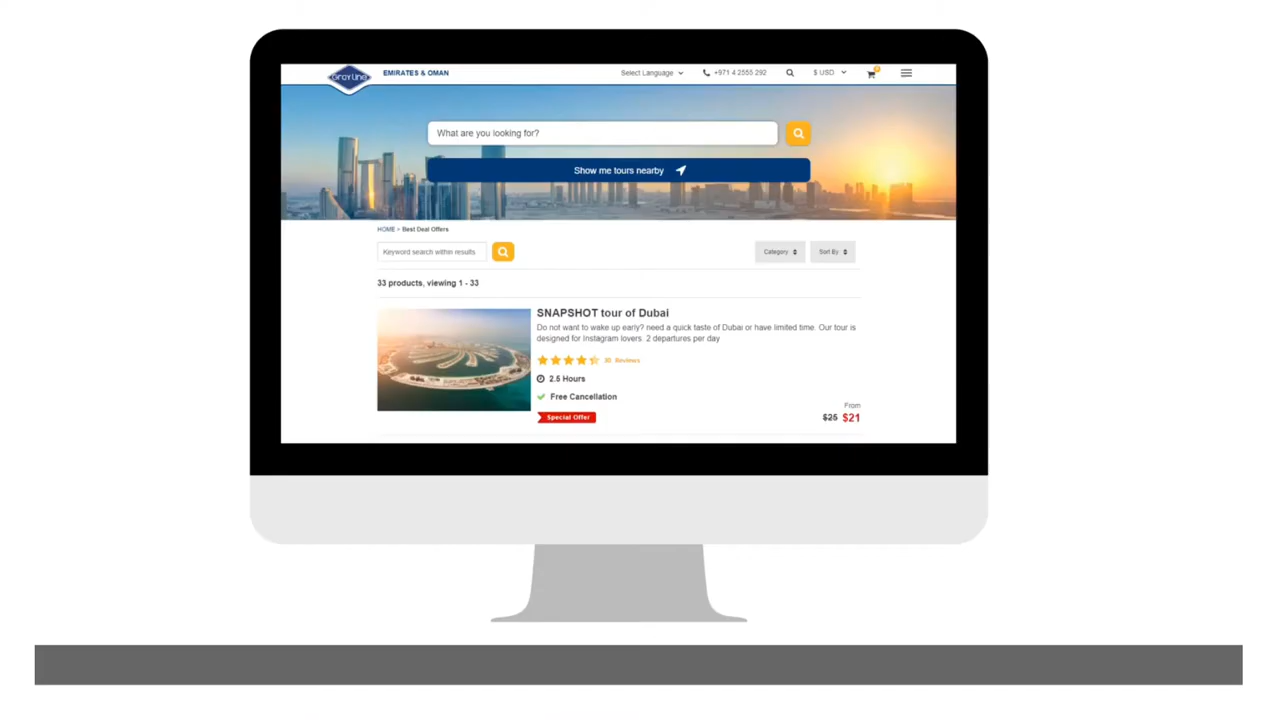 Gray Line
EMIRATES & OMAN
Select Language
+971 4 2555 292
$ USD
0
What are you looking for?
Show me tours nearby
HOME > Best Deal Offers
Keyword search within results
Category
Sort By
33 products, viewing 1 - 33
SNAPSHOT tour of Dubai
Do not want to wake up early? need a quick taste of Dubai or have limited time. Our tour is
designed for Instagram lovers. 2 departures per day
30 Reviews
2.5 Hours
Free Cancellation
Special Offer
From
$25 $21